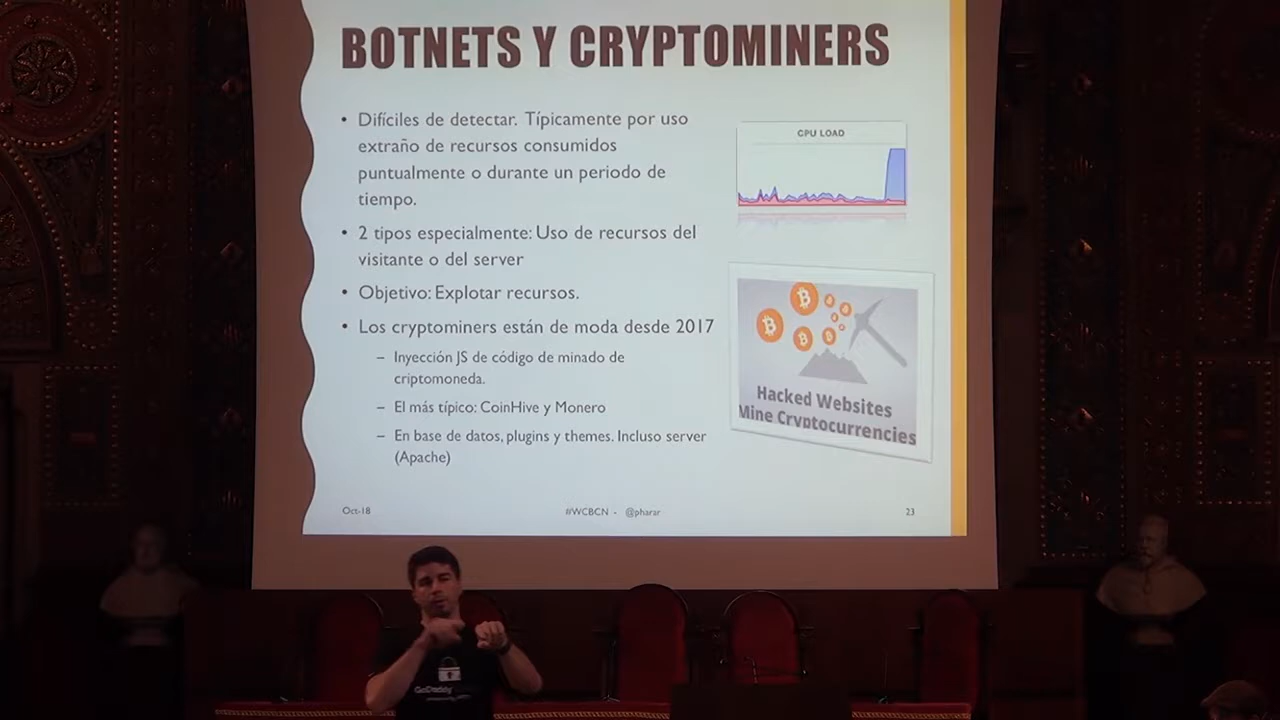 BOTNETS Y CRYPTOMINERS
• Difíciles de detectar. Típicamente por uso
extraño de recursos consumidos
puntualmente o durante un periodo de
tiempo.
• 2 tipos especialmente: Uso de recursos del
visitante o del server
• Objetivo: Explotar recursos.
• Los cryptominers están de moda desde 2017
– Inyección JS de código de minado de
criptomoneda.
– El más típico: CoinHive y Monero
– En base de datos, plugins y themes. Incluso server
(Apache)
CPU LOAD
Hacked Websites
Mine Cryptocurrencies
Oct-18
#WCBCN - @pharar
23
GoDaddy